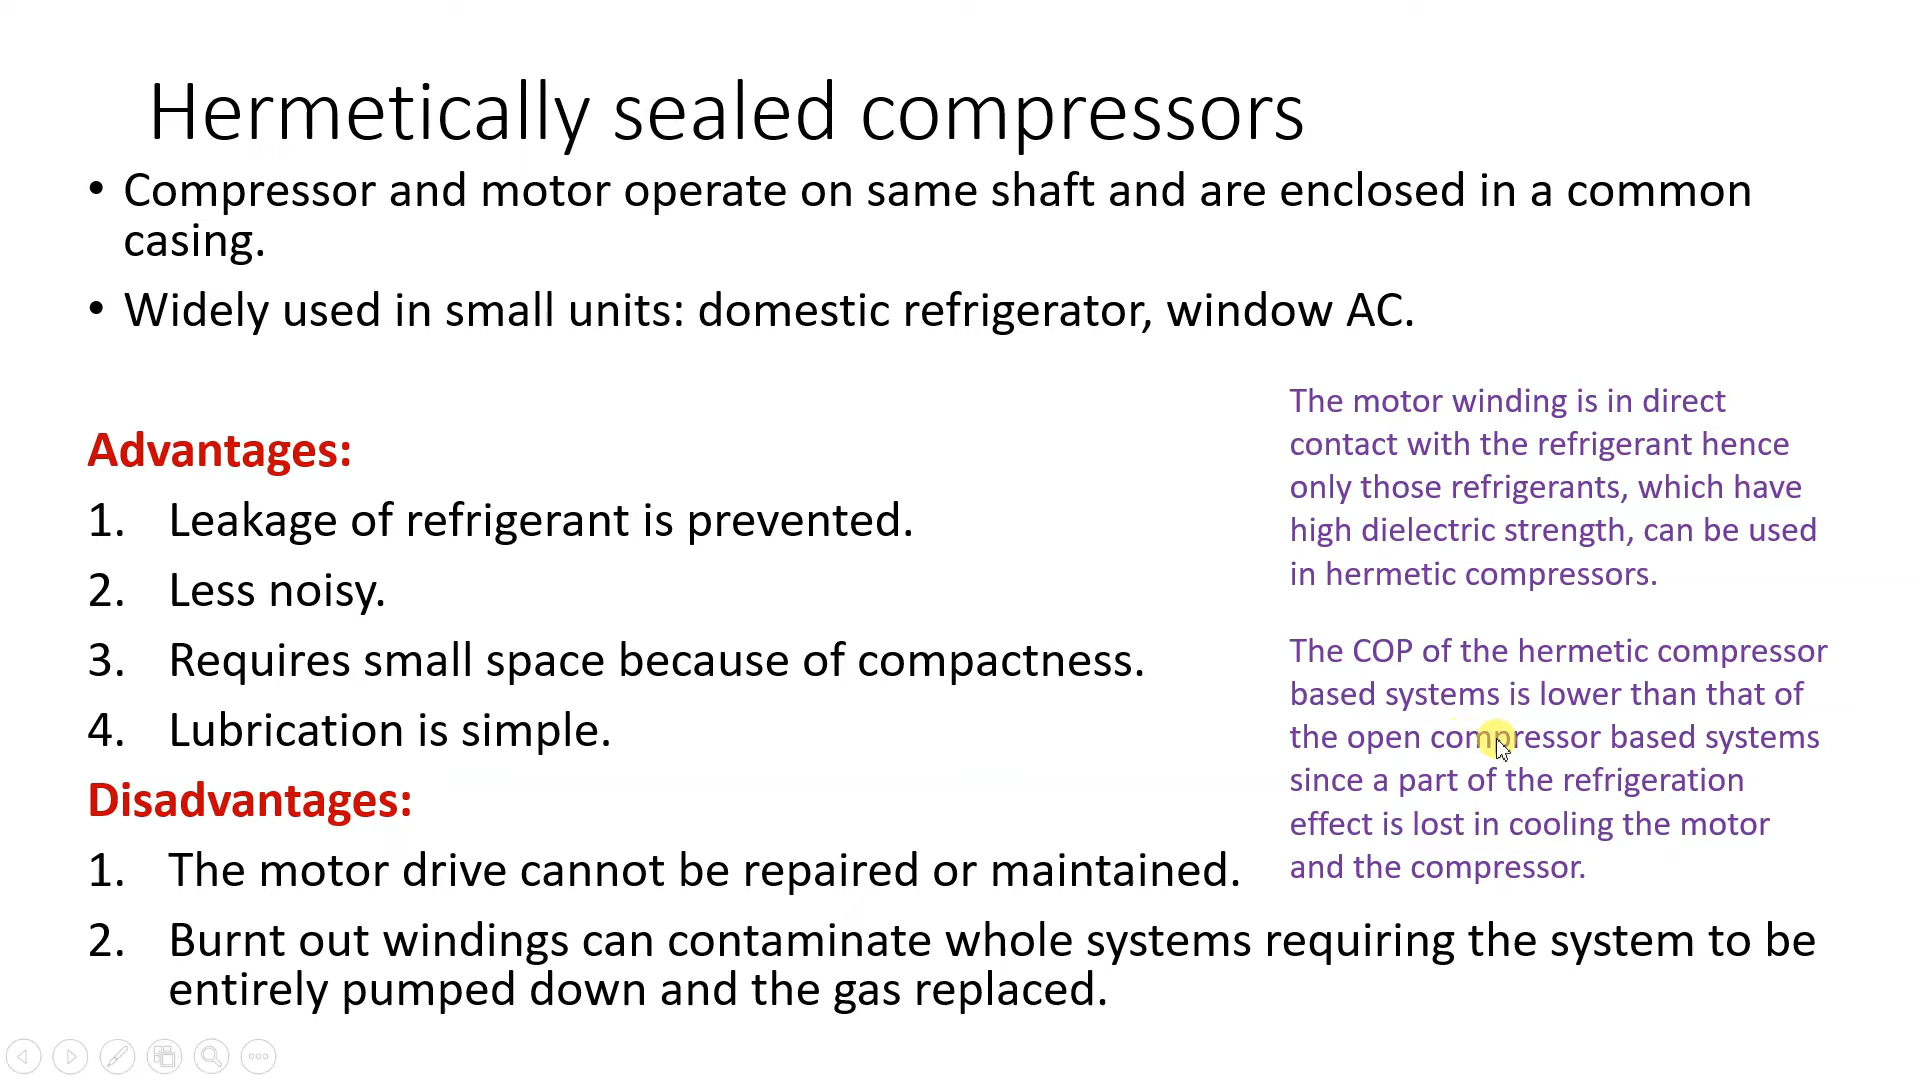 Hermetically sealed compressors
• Compressor and motor operate on same shaft and are enclosed in a common
casing.
• Widely used in small units: domestic refrigerator, window AC.
Advantages:
1. Leakage of refrigerant is prevented.
2. Less noisy.
3. Requires small space because of compactness.
4. Lubrication is simple.
Disadvantages:
1. The motor drive cannot be repaired or maintained.
2. Burnt out windings can contaminate whole systems requiring the system to be
entirely pumped down and the gas replaced.
The motor winding is in direct
contact with the refrigerant hence
only those refrigerants, which have
high dielectric strength, can be used
in hermetic compressors.
The COP of the hermetic compressor
based systems is lower than that of
the open compressor based systems
since a part of the refrigeration
effect is lost in cooling the motor
and the compressor.